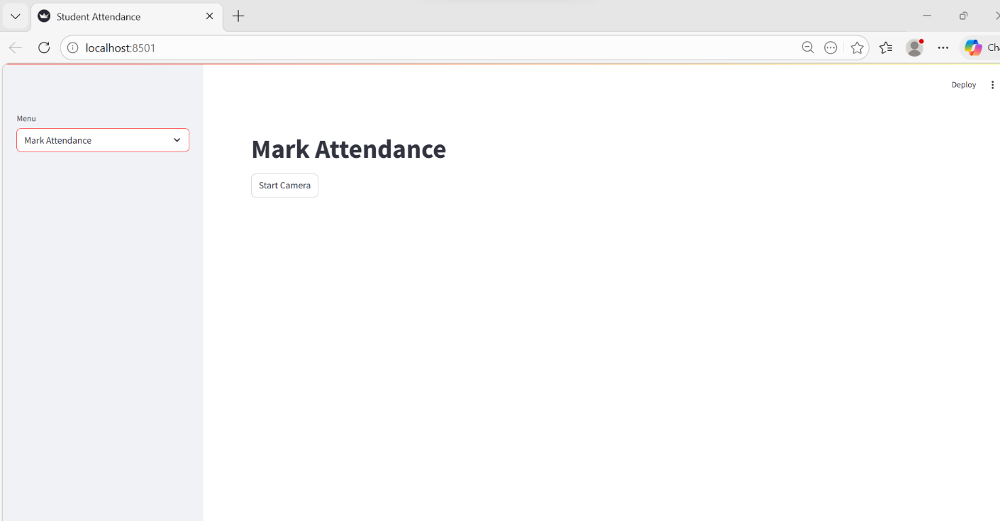 Student Attendance
localhost:8501
Deploy
Menu
Mark Attendance
Mark Attendance
Start Camera